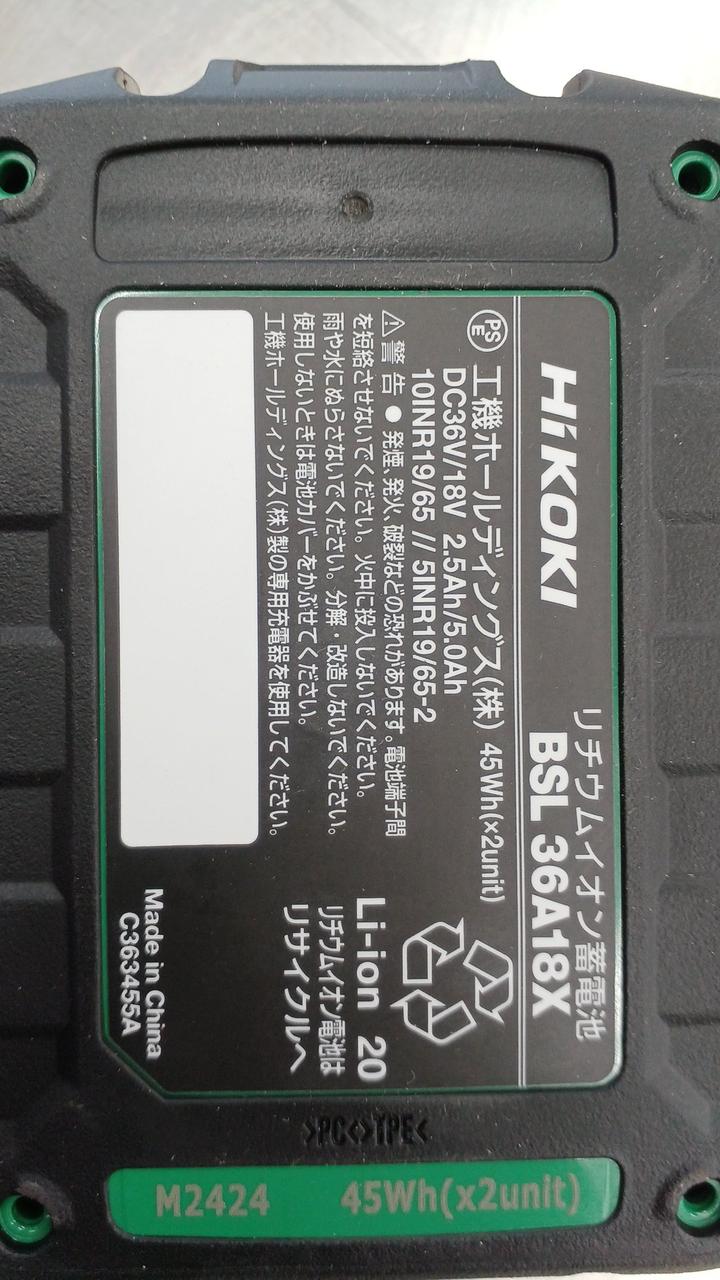 HiKOKI
リチウムイオン蓄電池
BSL 36A18X
PSE
工機ホールディングス(株) 45Wh(×2unit)
DC36V/18V 2.5Ah/5.0Ah
10INR19/65 // 5INR19/65-2
⚠警告 ● 発煙、発火、破裂などの恐れがあります。電池端子間
を短絡させないでください。火中に投入しないでください。
雨や水にぬらさないでください。分解・改造しないでください。
使用しないときは電池カバーをかぶせてください。
工機ホールディングス(株)製の専用充電器を使用してください。
Li-ion 20
リチウムイオン電池は
リサイクルへ
Made in China
C363455A
>PC<>TPE<
M2424 45Wh(x2unit)